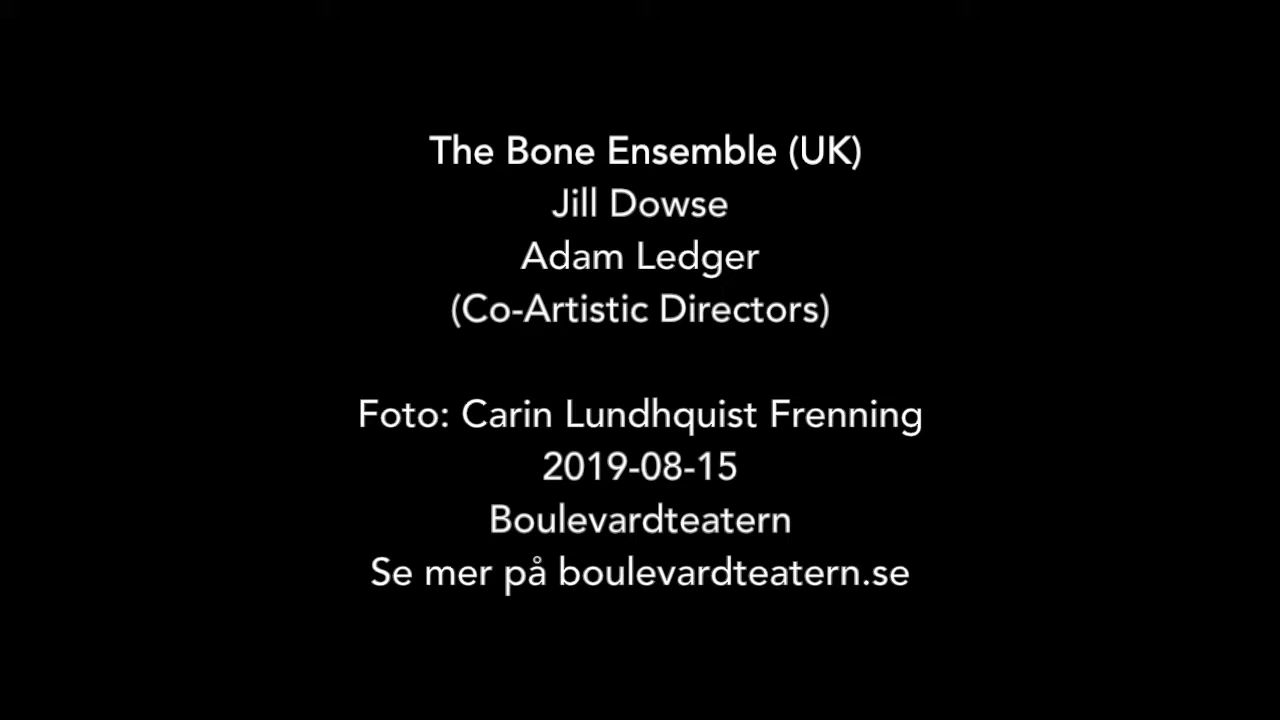 The Bone Ensemble (UK)
Jill Dowse
Adam Ledger
(Co-Artistic Directors)
Foto: Carin Lundhquist Frenning
2019-08-15
Boulevardteatern
Se mer på boulevardteatern.se